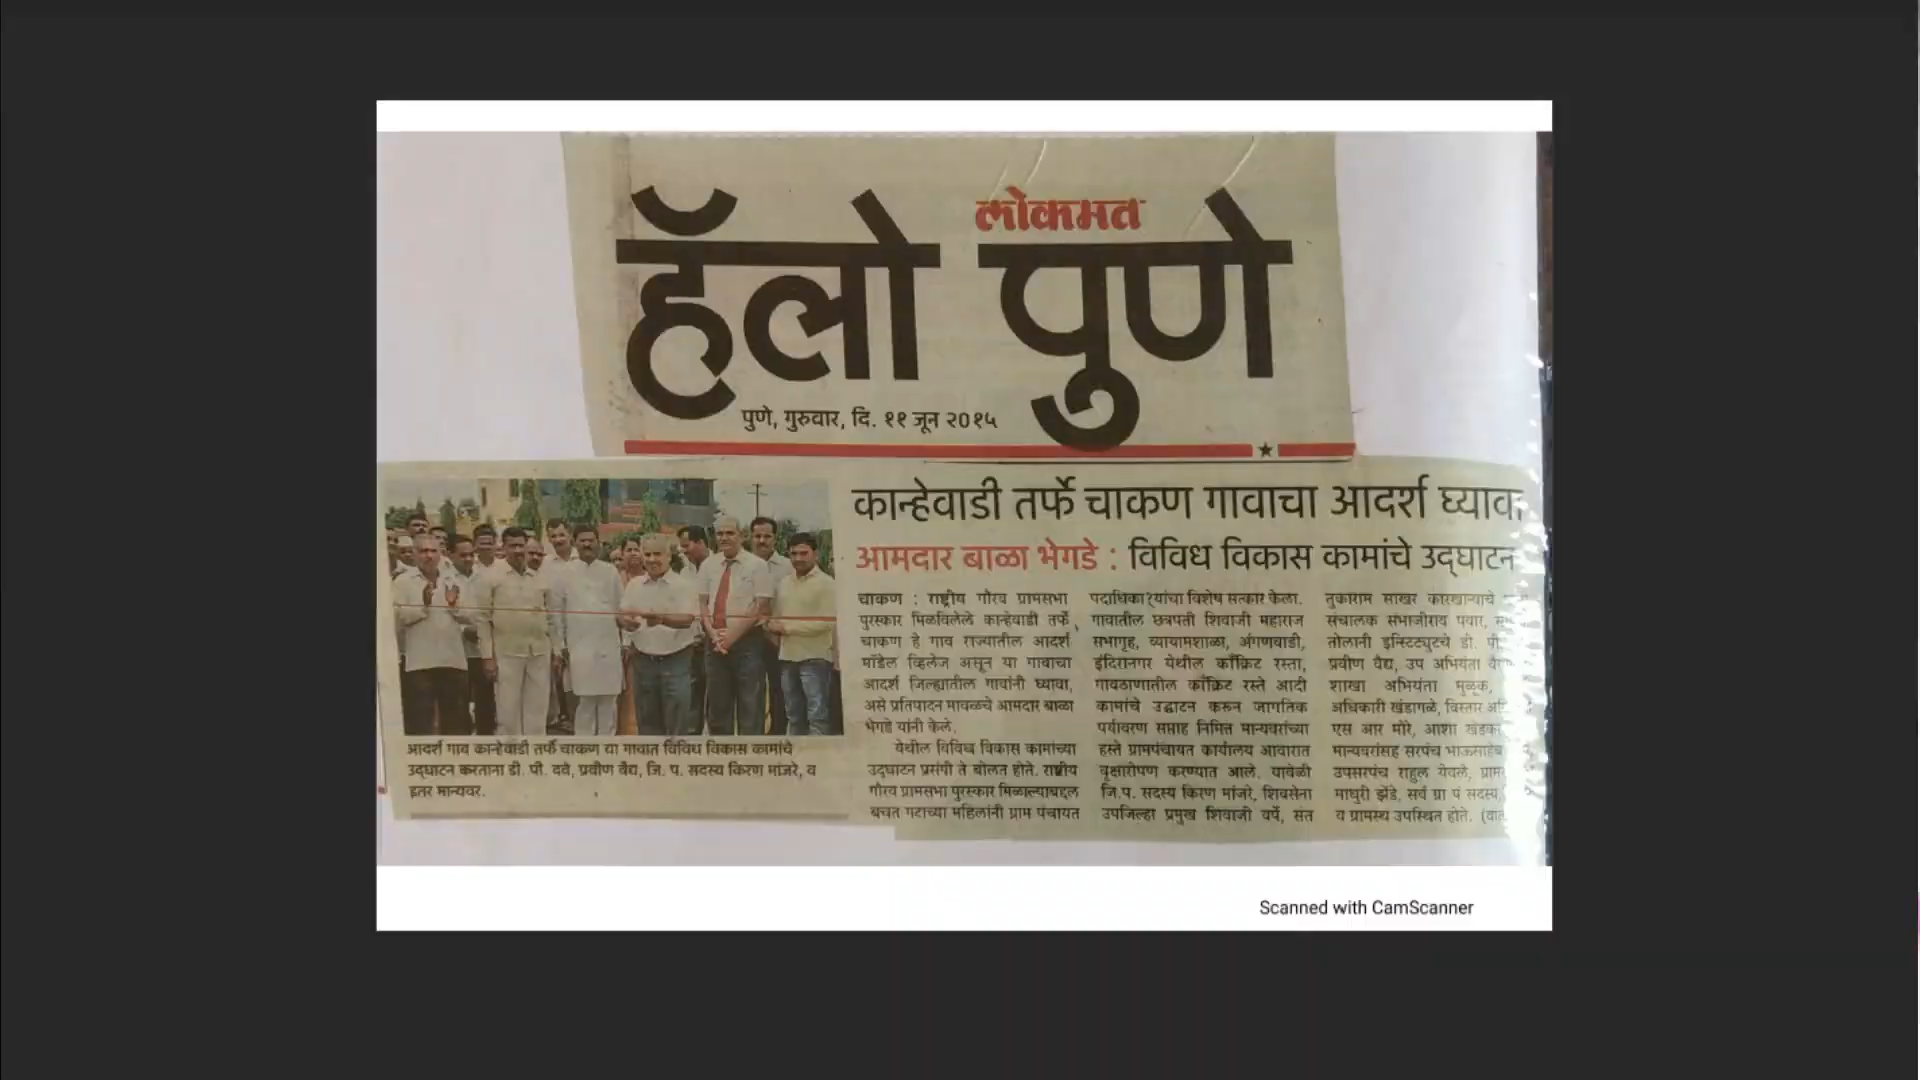 लोकमत
हॅलो पुणे
पुणे, गुरुवार, दि. ११ जून २०१५
कान्हेवाडी तर्फे चाकण गावाचा आदर्श
आमदार बाळा भेगडे : विविध विकास कामांचे उद्‌घाटन
आदर्श गाव कान्हेवाडी तर्फे चाकण या गावात विविध विकास कामांचे
उद्‌घाटन करताना डी. पी. दवे, प्रवीण वैद्य, जि. प. सदस्य किरण मांजरे, व
इतर मान्यवर.
चाकण : राष्ट्रीय गौरव ग्रामसभा
पुरस्कार मिळविलेले कान्हेवाडी तर्फे,
चाकण हे गाव राज्यातील आदर्श
मॉडेल व्हिलेज असून या गावाचा
आदर्श जिल्ह्यातील गावांनी घ्यावा,
असे प्रतिपादन मावळचे आमदार बाळा
भेगडे यांनी केले.
येथील विविध विकास कामांच्या
उद्‌घाटन प्रसंगी ते बोलत होते. राष्ट्रीय
गौरव ग्रामसभा पुरस्कार मिळाल्याबद्दल
बचत गटाच्या महिलांनी ग्राम पंचायत
पदाधिकाऱ्यांचा विशेष सत्कार केला.
गावातील छत्रपती शिवाजी महाराज
सभागृह, व्यायामशाळा, अंगणवाडी,
इंदिरानगर येथील काँक्रिट रस्ता,
गावठाणातील काँक्रिट रस्ते आदी
कामांचे उद्घाटन करून जागतिक
पर्यावरण सप्ताह निमित्त मान्यवरांच्या
हस्ते ग्रामपंचायत कार्यालय आवारात
वृक्षारोपण करण्यात आले. यावेळी
जि.प. सदस्य किरण मांजरे, शिवसेना
उपजिल्हा प्रमुख शिवाजी वर्पे, संत
तुकाराम साखर कारखान्याचे
संचालक संभाजीराव पवार,
तोलानी इन्स्टिट्युटचे डी. पी.
प्रवीण वैद्य, उप अभियंता
शाखा अभियंता मुळूक,
अधिकारी खंडागळे, विस्तार
एस आर मोरे, आशा
मान्यवरांसह सरपंच भाऊसाहेब
उपसरपंच राहुल येवले,
माधुरी झेंडे, सर्व ग्रा पं सदस्य,
व ग्रामस्थ उपस्थित होते.
Scanned with CamScanner